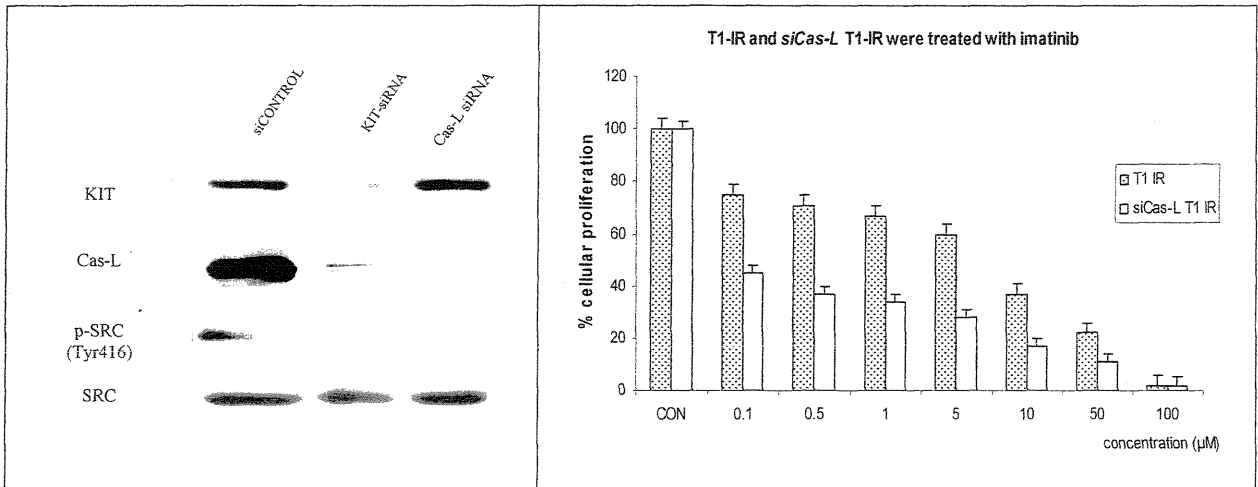 siCONTROL
KIT-siRNA
Cas-L siRNA
KIT
Cas-L
p-SRC
(Tyr416)
SRC
T1-IR and siCas-L T1-IR were treated with imatinib
% cellular proliferation
120
100
80
60
40
20
0
CON 0.1 0.5 1 5 10 50 100
concentration (µM)
T1 IR
siCas-L T1 IR